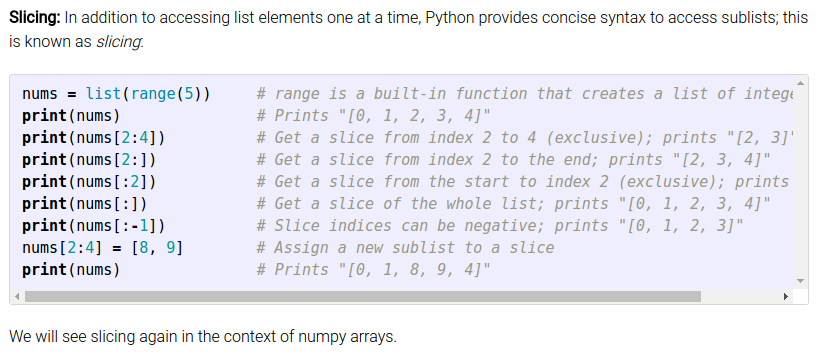 Slicing: In addition to accessing list elements one at a time, Python provides concise syntax to access sublists; this
is known as slicing:
nums = list(range(5))     # range is a built-in function that creates a list of intege
print(nums)               # Prints "[0, 1, 2, 3, 4]"
print(nums[2:4])          # Get a slice from index 2 to 4 (exclusive); prints "[2, 3]"
print(nums[2:])           # Get a slice from index 2 to the end; prints "[2, 3, 4]"
print(nums[:2])           # Get a slice from the start to index 2 (exclusive); prints
print(nums[:])            # Get a slice of the whole list; prints "[0, 1, 2, 3, 4]"
print(nums[:-1])          # Slice indices can be negative; prints "[0, 1, 2, 3]"
nums[2:4] = [8, 9]        # Assign a new sublist to a slice
print(nums)               # Prints "[0, 1, 8, 9, 4]"
We will see slicing again in the context of numpy arrays.